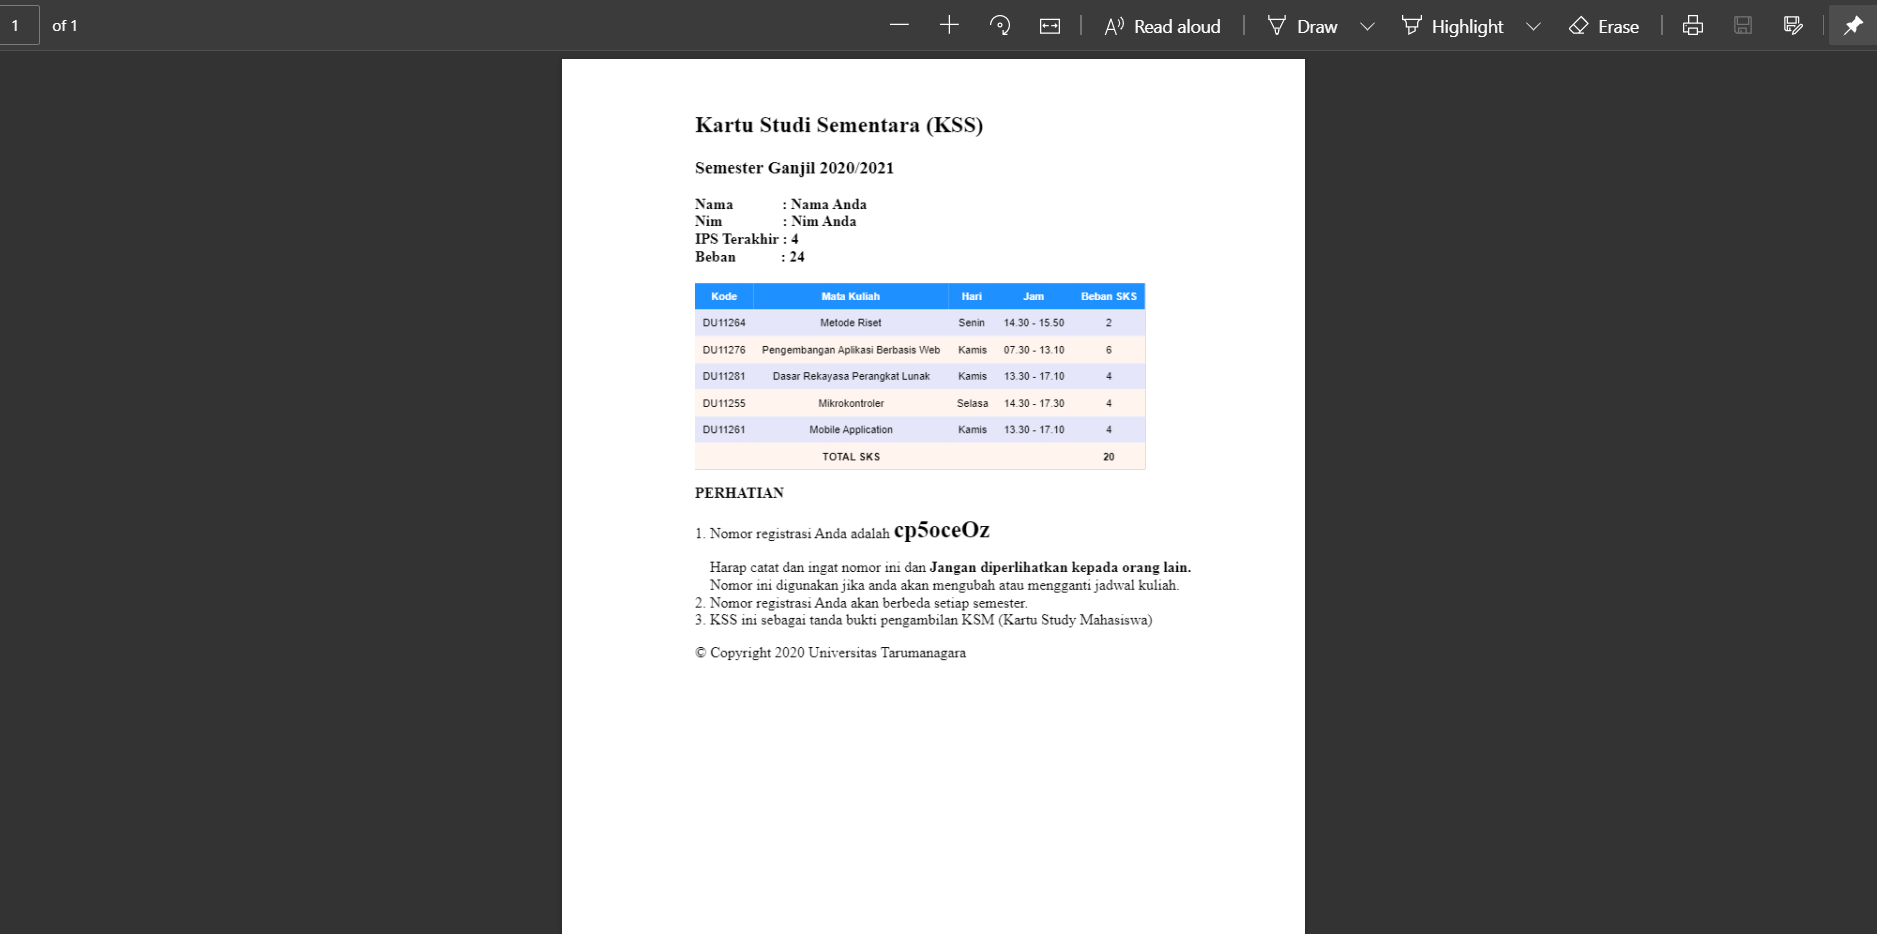 1 of 1 Read aloud Draw Highlight Erase
Kartu Studi Sementara (KSS)
Semester Ganjil 2020/2021
Nama : Nama Anda
Nim : Nim Anda
IPS Terakhir : 4
Beban : 24
Kode Mata Kuliah Hari Jam Beban SKS
DU11264 Metode Riset Senin 14.30 - 15.50 2
DU11276 Pengembangan Aplikasi Berbasis Web Kamis 07.30 - 13.10 6
DU11281 Dasar Rekayasa Perangkat Lunak Kamis 13.30 - 17.10 4
DU11255 Mikrokontroler Selasa 14.30 - 17.30 4
DU11261 Mobile Application Kamis 13.30 - 17.10 4
TOTAL SKS 20
PERHATIAN
1. Nomor registrasi Anda adalah cp5oceOz
Harap catat dan ingat nomor ini dan Jangan diperlihatkan kepada orang lain.
Nomor ini digunakan jika anda akan mengubah atau mengganti jadwal kuliah.
2. Nomor registrasi Anda akan berbeda setiap semester.
3. KSS ini sebagai tanda bukti pengambilan KSM (Kartu Study Mahasiswa)
© Copyright 2020 Universitas Tarumanagara